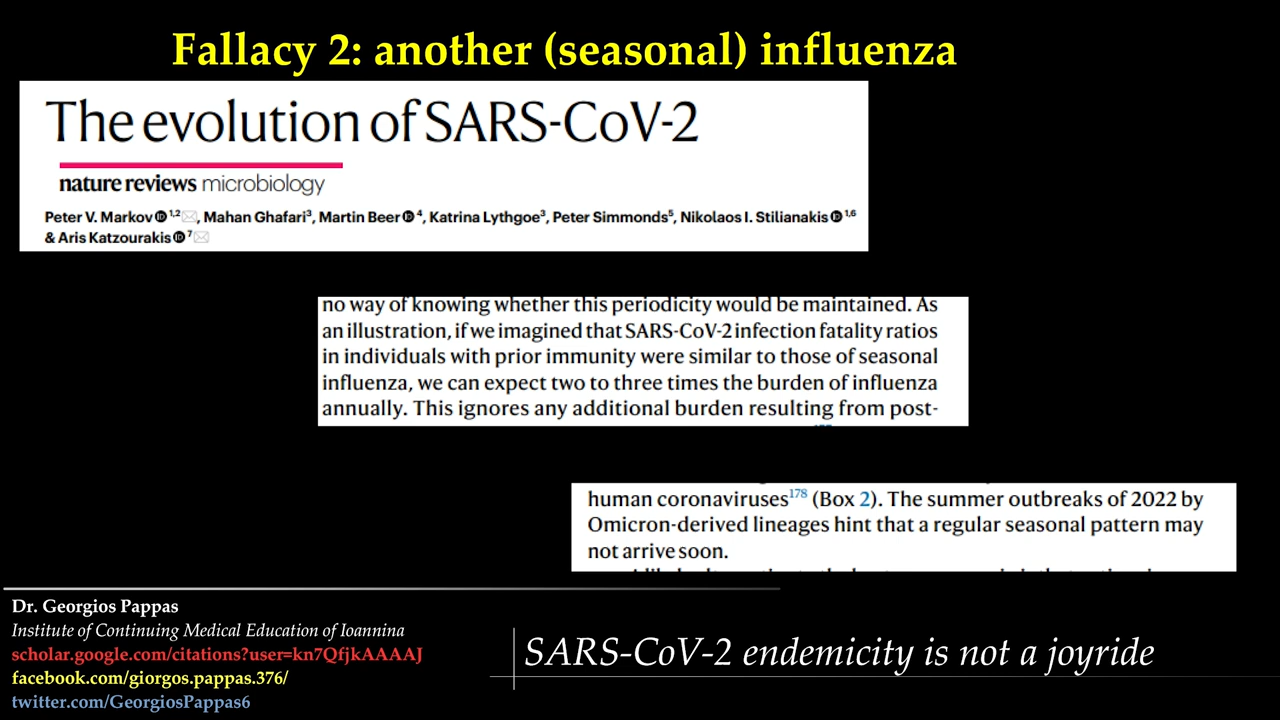 Fallacy 2: another (seasonal) influenza
The evolution of SARS-CoV-2
nature reviews microbiology
Peter V. Markov 1,2, Mahan Ghafari3, Martin Beer 4, Katrina Lythgoe3, Peter Simmonds5, Nikolaos I. Stilianakis 1,6
& Aris Katzourakis 7
no way of knowing whether this periodicity would be maintained. As
an illustration, if we imagined that SARS-CoV-2 infection fatality ratios
in individuals with prior immunity were similar to those of seasonal
influenza, we can expect two to three times the burden of influenza
annually. This ignores any additional burden resulting from post-
human coronaviruses178 (Box 2). The summer outbreaks of 2022 by
Omicron-derived lineages hint that a regular seasonal pattern may
not arrive soon.
Dr. Georgios Pappas
Institute of Continuing Medical Education of Ioannina
scholar.google.com/citations?user=kn7QfjkAAAAJ
facebook.com/giorgos.pappas.376/
twitter.com/GeorgiosPappas6
SARS-CoV-2 endemicity is not a joyride